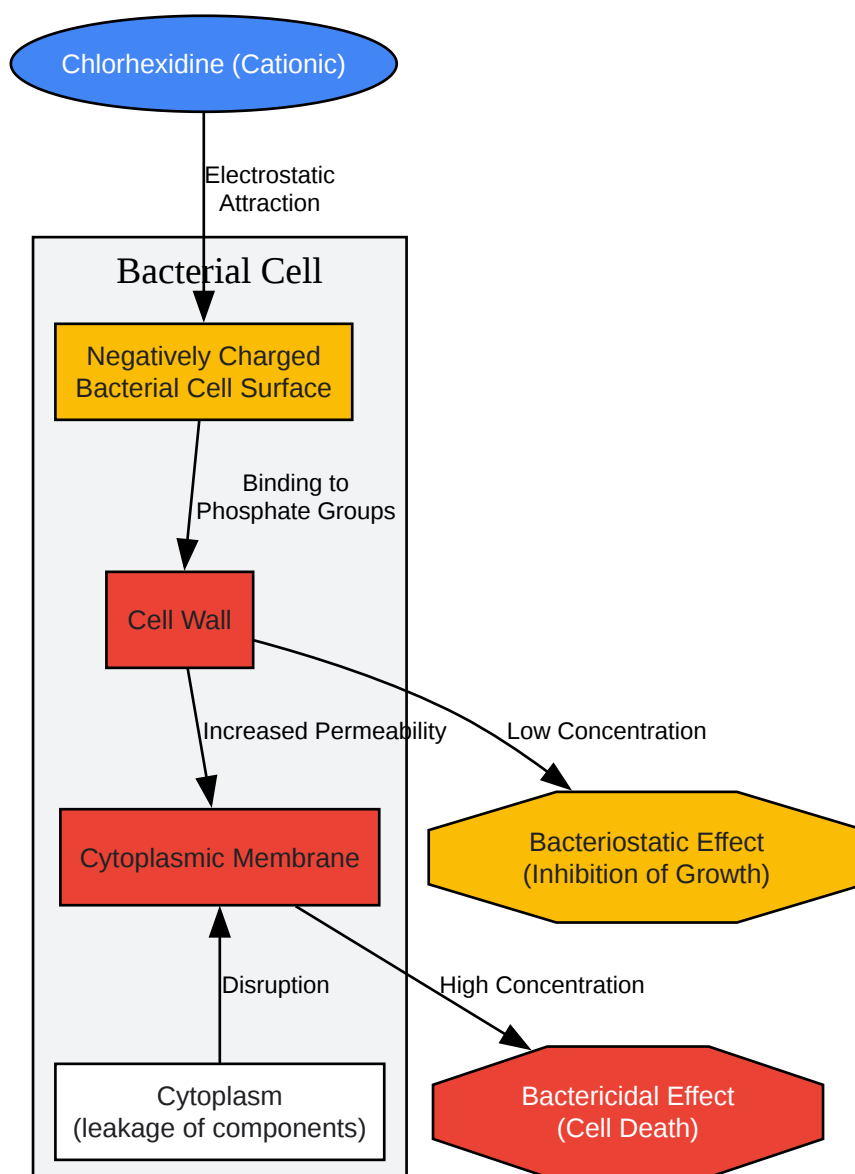 Chlorhexidine (Cationic)
Electrostatic
Attraction
Bacterial Cell
Negatively Charged
Bacterial Cell Surface
Binding to
Phosphate Groups
Cell Wall
Increased Permeability
Low Concentration
Cytoplasmic Membrane
Bacteriostatic Effect
(Inhibition of Growth)
Disruption
High Concentration
Cytoplasm
(leakage of components)
Bactericidal Effect
(Cell Death)